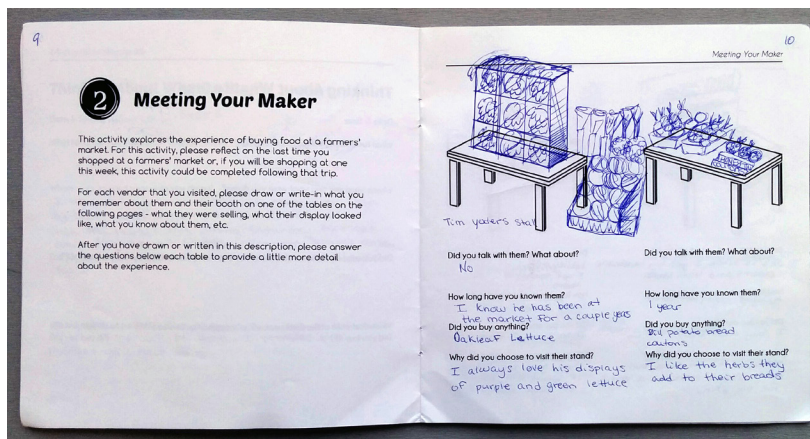 9
2 Meeting Your Maker
This activity explores the experience of buying food at a farmers'
market. For this activity, please reflect on the last time you
shopped at a farmers' market or, if you will be shopping at one
this week, this activity could be completed following that trip.
For each vendor that you visited, please draw or write-in what you
remember about them and their booth on one of the tables on the
following pages - what they were selling, what their display looked
like, what you know about them, etc.
After you have drawn or written in this description, please answer
the questions below each table to provide a little more detail
about the experience.
10
Meeting Your Maker
Tim Yoders stall
Did you talk with them? What about?
No
How long have you known them?
I know he has been at
the market for a couple years
Did you buy anything?
Oakleaf Lettuce
Why did you choose to visit their stand?
I always love his displays
of purple and green lettuce
Did you talk with them? What about?
How long have you known them?
1 year
Did you buy anything?
Dill potato bread
Why did you choose to visit their stand?
I like the herbs they
add to their breads